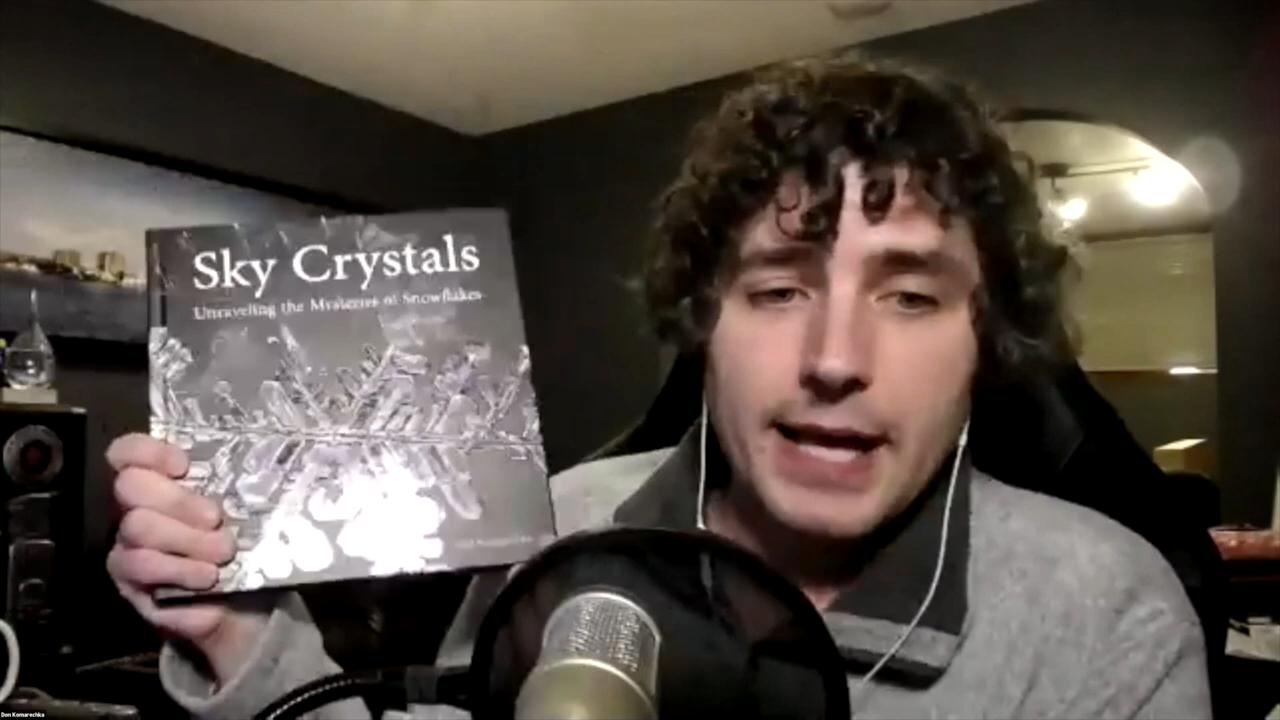 Sky Crystals
Unraveling the Mysteries of Snowflakes
Don Komarechka